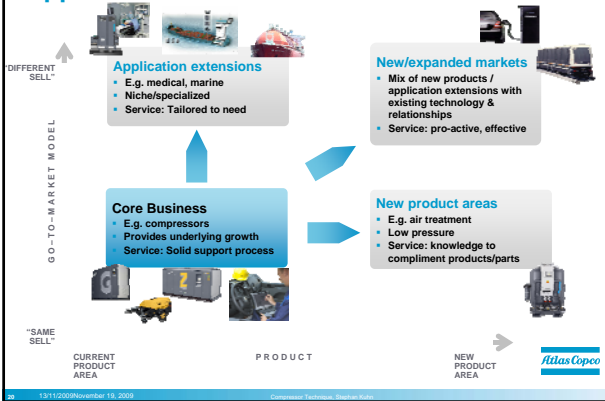 "DIFFERENT
SELL"
GO-TO-MARKET MODEL
"SAME
SELL"
Application extensions
▪ E.g. medical, marine
▪ Niche/specialized
▪ Service: Tailored to need
New/expanded markets
▪ Mix of new products /
application extensions with
existing technology &
relationships
▪ Service: pro-active, effective
Core Business
▪ E.g. compressors
▪ Provides underlying growth
▪ Service: Solid support process
New product areas
▪ E.g. air treatment
▪ Low pressure
▪ Service: knowledge to
compliment products/parts
G
Z
CURRENT
PRODUCT
AREA
PRODUCT
NEW
PRODUCT
AREA
Atlas Copco
20 13/11/2009November 19, 2009 Compressor Technique, Stephan Kuhn